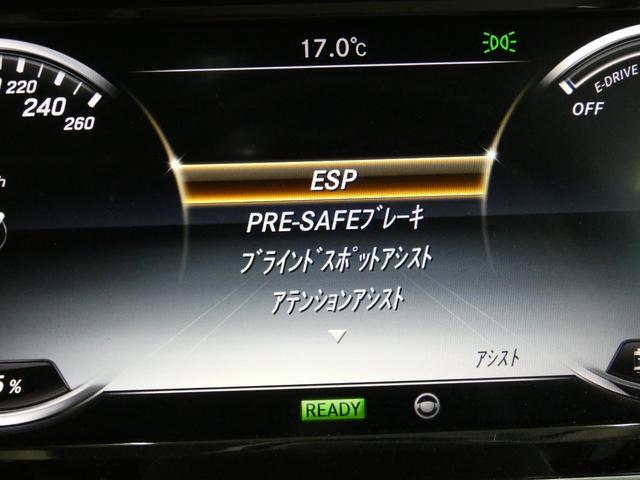 17.0℃
220
240
260
E-DRIVE
OFF
ESP
PRE-SAFEﾌﾞﾚｰｷ
ﾌﾞﾗｲﾝﾄﾞｽﾎﾟｯﾄｱｼｽﾄ
ｱﾃﾝｼｮﾝｱｼｽﾄ
ｱｼｽﾄ
%
READY